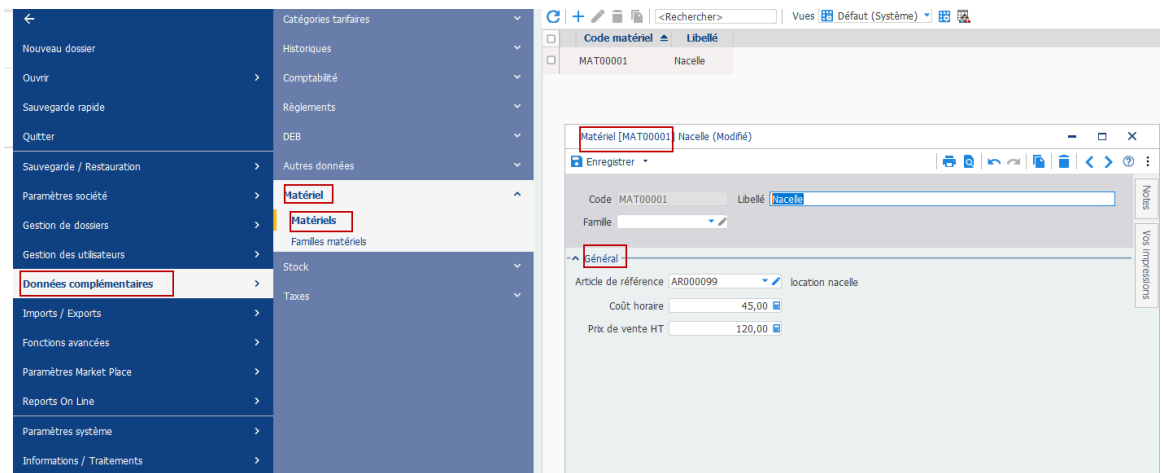 Nouveau dossier
Ouvrir
Sauvegarde rapide
Quitter
Sauvegarde / Restauration
Paramètres société
Gestion de dossiers
Gestion des utilisateurs
Données complémentaires
Imports / Exports
Fonctions avancées
Paramètres Market Place
Reports On Line
Paramètres système
Informations / Traitements
Catégories tarifaires
Historiques
Comptabilité
Règlements
DEB
Autres données
Matériel
Matériels
Familles matériels
Stock
Taxes
<Rechercher> Vues Défaut (Système)
Code matériel Libellé
MAT00001 Nacelle
Matériel [MAT00001] Nacelle (Modifié)
Enregistrer
Code MAT00001 Libellé Nacelle
Famille
Général
Article de référence AR000099 location nacelle
Coût horaire 45,00
Prix de vente HT 120,00
Notes
Vos impressions